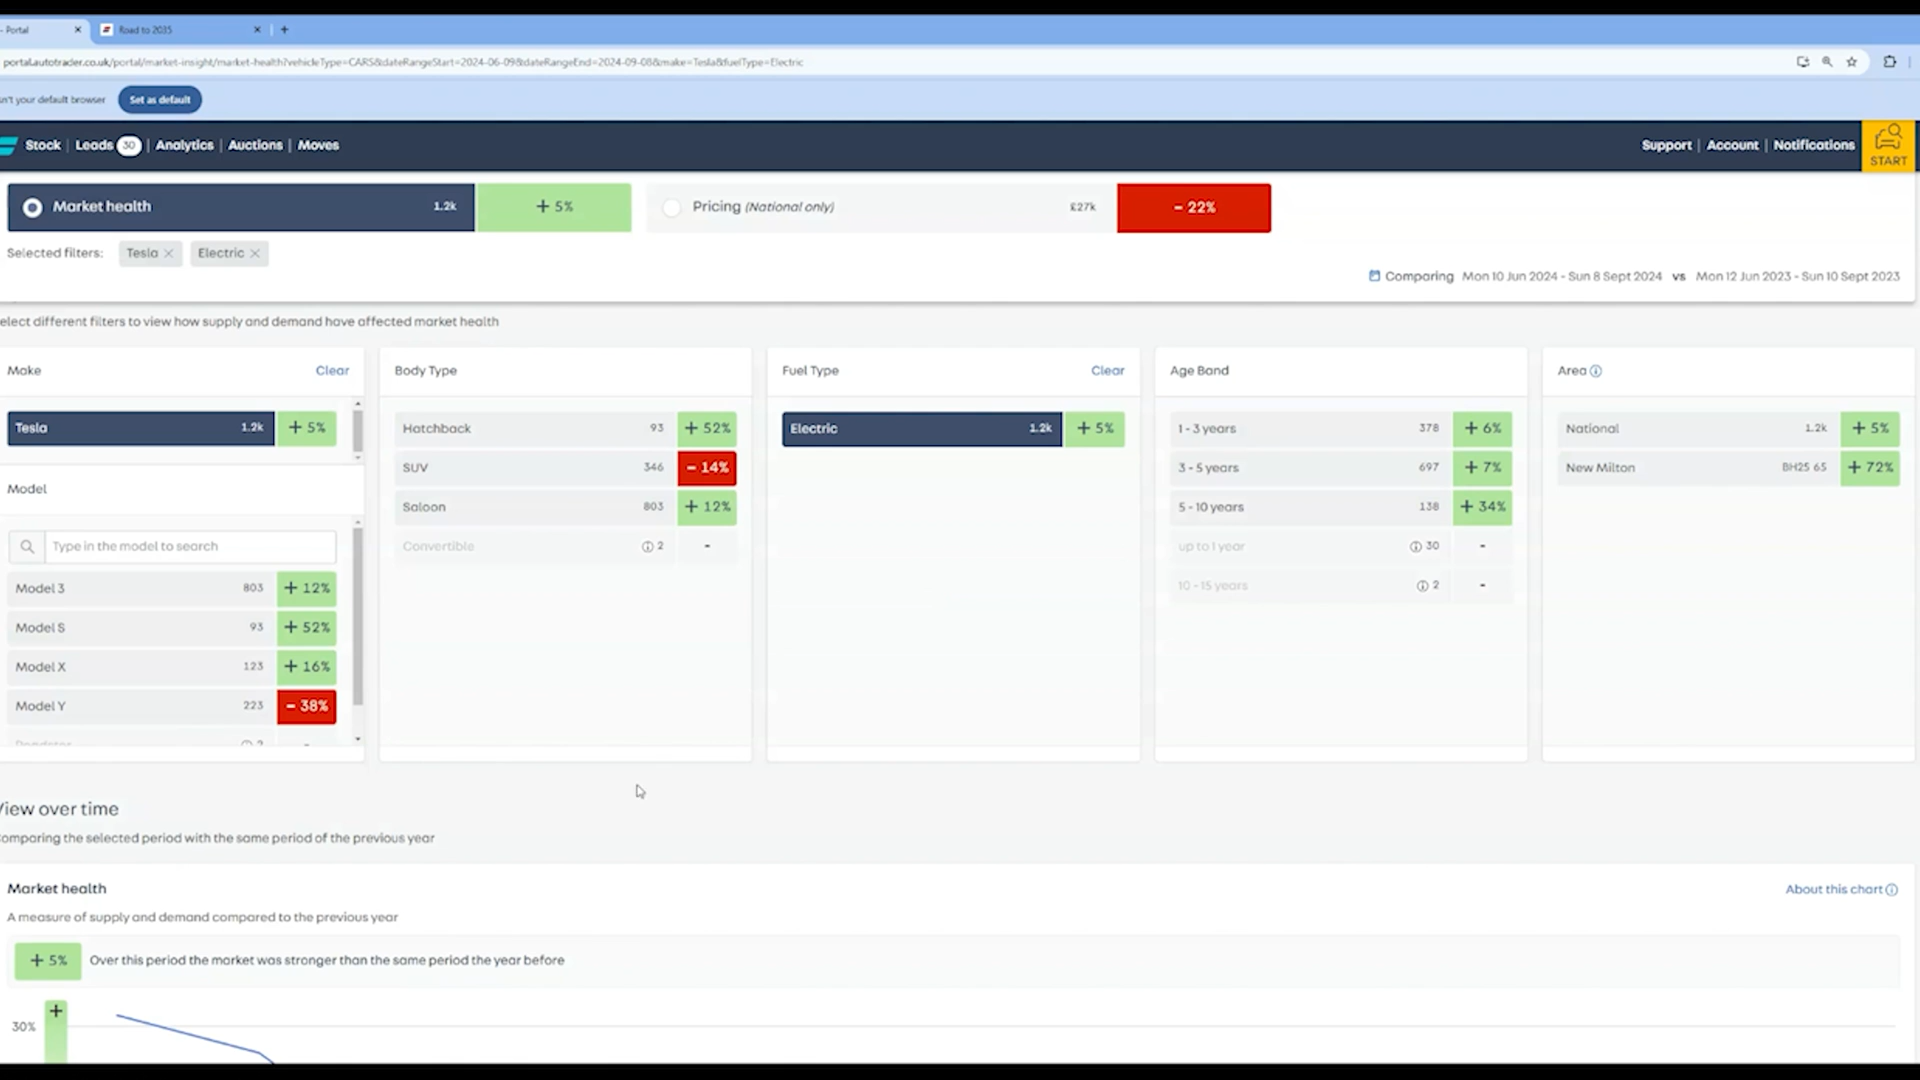 - Portal
Road to 2035
portal.autotrader.co.uk/portal/market-insight/market-health?vehicleType=CARS&dateRangeStart=2024-06-09&dateRangeEnd=2024-09-08&make=Tesla&fuelType=Electric
n't your default browser Set as default
Stock | Leads 30 | Analytics | Auctions | Moves
Support | Account | Notifications
START
Market health 1.2k + 5%
Pricing (National only) £27k - 22%
Selected filters: Tesla Electric
Comparing Mon 10 Jun 2024 - Sun 8 Sept 2024 vs Mon 12 Jun 2023 - Sun 10 Sept 2023
elect different filters to view how supply and demand have affected market health
Make Clear
Tesla 1.2k + 5%
Model
Type in the model to search
Model 3 803 + 12%
Model S 93 + 52%
Model X 123 + 16%
Model Y 223 - 38%
Body Type
Hatchback 93 + 52%
SUV 346 - 14%
Saloon 803 + 12%
Convertible 2 -
Fuel Type Clear
Electric 1.2k + 5%
Age Band
1 - 3 years 378 + 6%
3 - 5 years 697 + 7%
5 - 10 years 138 + 34%
up to 1 year 30 -
10 - 15 years 2 -
Area
National 1.2k + 5%
New Milton BH25 65 + 72%
View over time
omparing the selected period with the same period of the previous year
Market health
About this chart
A measure of supply and demand compared to the previous year
+ 5% Over this period the market was stronger than the same period the year before
+
30%